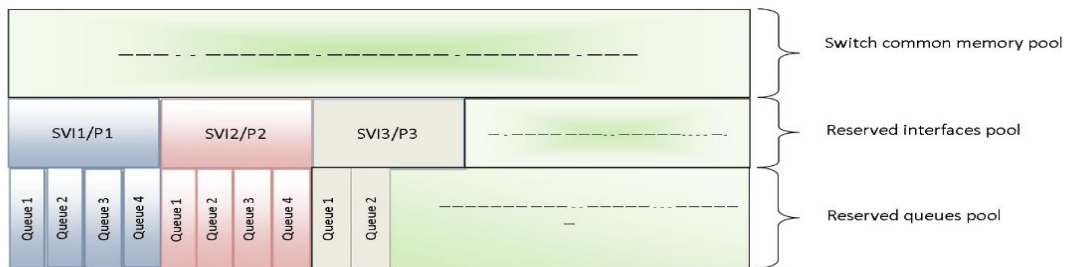 Switch common memory pool
SVI1/P1 SVI2/P2 SVI3/P3 Reserved interfaces pool
Queue 1 Queue 2 Queue 3 Queue 4 Queue 1 Queue 2 Queue 3 Queue 4 Queue 1 Queue 2 Reserved queues pool